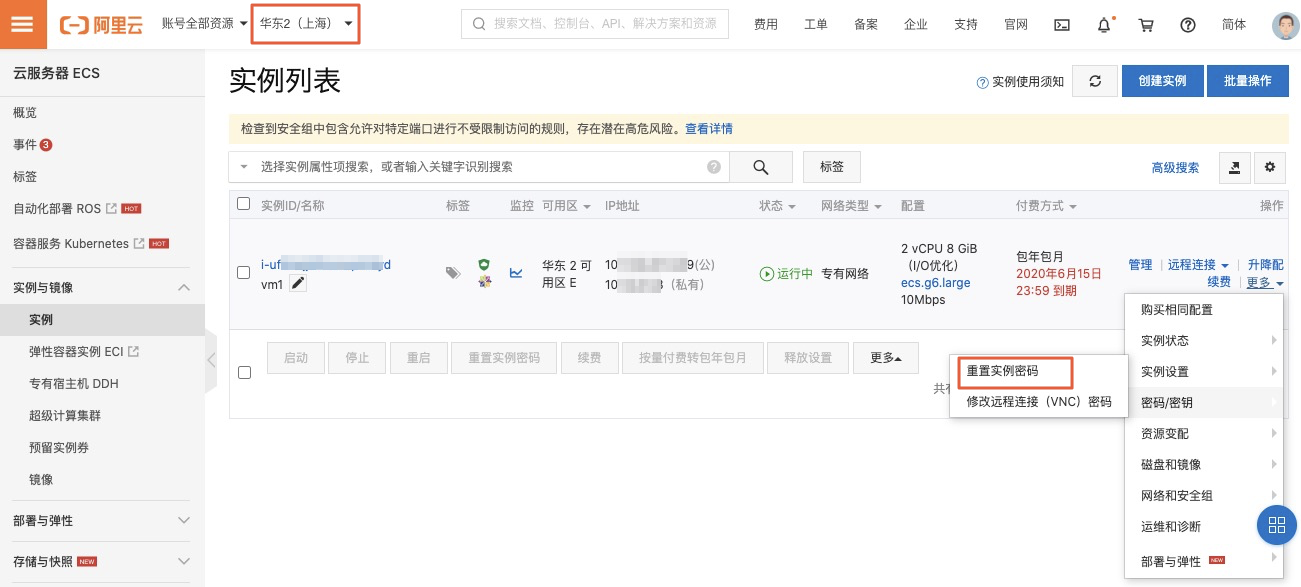 阿里云
账号全部资源
华东2（上海）
搜索文档、控制台、API、解决方案和资源
费用
工单
备案
企业
支持
官网
简体
云服务器 ECS
概览
事件 3
标签
自动化部署 ROS HOT
容器服务 Kubernetes HOT
实例与镜像
实例
弹性容器实例 ECI
专有宿主机 DDH
超级计算集群
预留实例券
镜像
部署与弹性
存储与快照 NEW
实例列表
实例使用须知
创建实例
批量操作
检查到安全组中包含允许对特定端口进行不受限制访问的规则，存在潜在高危风险。查看详情
选择实例属性项搜索，或者输入关键字识别搜索
标签
高级搜索
实例ID/名称
标签
监控
可用区
IP地址
状态
网络类型
配置
付费方式
操作
vm1
华东 2 可
用区 E
(公)
(私有)
运行中
专有网络
2 vCPU 8 GiB
(I/O优化)
ecs.g6.large
10Mbps
包年包月
2020年6月15日
23:59 到期
管理
远程连接
升降配
续费
更多
启动
停止
重启
重置实例密码
续费
按量付费转包年包月
释放设置
更多
重置实例密码
修改远程连接（VNC）密码
购买相同配置
实例状态
实例设置
密码/密钥
资源变配
磁盘和镜像
网络和安全组
运维和诊断
部署与弹性 NEW